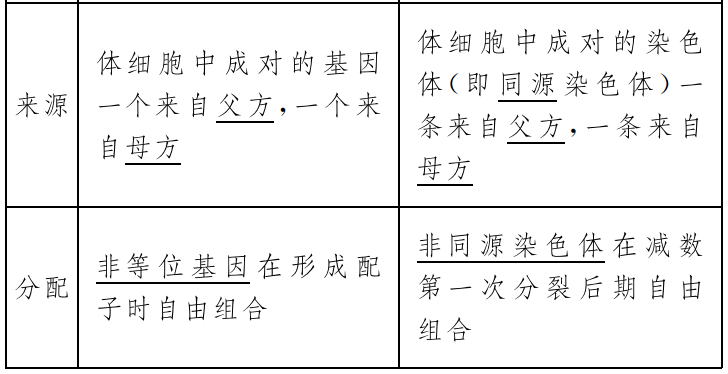 来源
体细胞中成对的基因
一个来自父方,一个来
自母方
体细胞中成对的染色
体(即同源染色体)一
条来自父方,一条来自
母方
分配
非等位基因在形成配
子时自由组合
非同源染色体在减数
第一次分裂后期自由
组合